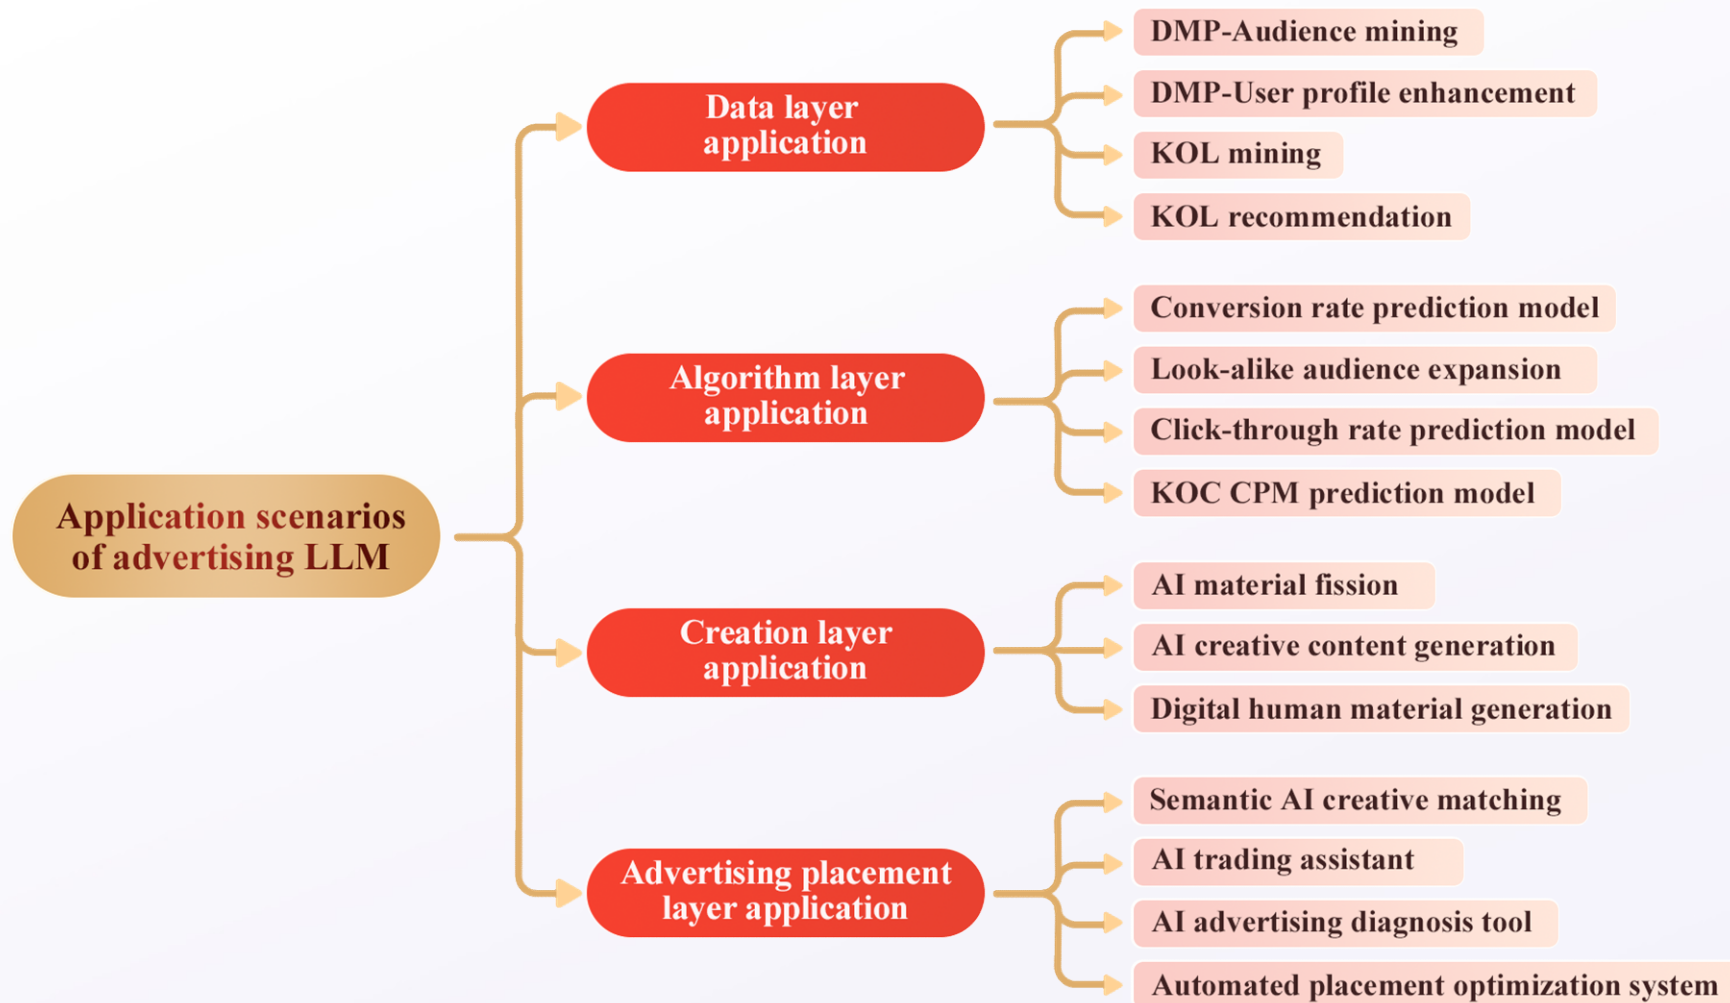 Application scenarios
of advertising LLM
Data layer
application
DMP-Audience mining
DMP-User profile enhancement
KOL mining
KOL recommendation
Algorithm layer
application
Conversion rate prediction model
Look-alike audience expansion
Click-through rate prediction model
KOC CPM prediction model
Creation layer
application
AI material fission
AI creative content generation
Digital human material generation
Advertising placement
layer application
Semantic AI creative matching
AI trading assistant
AI advertising diagnosis tool
Automated placement optimization system